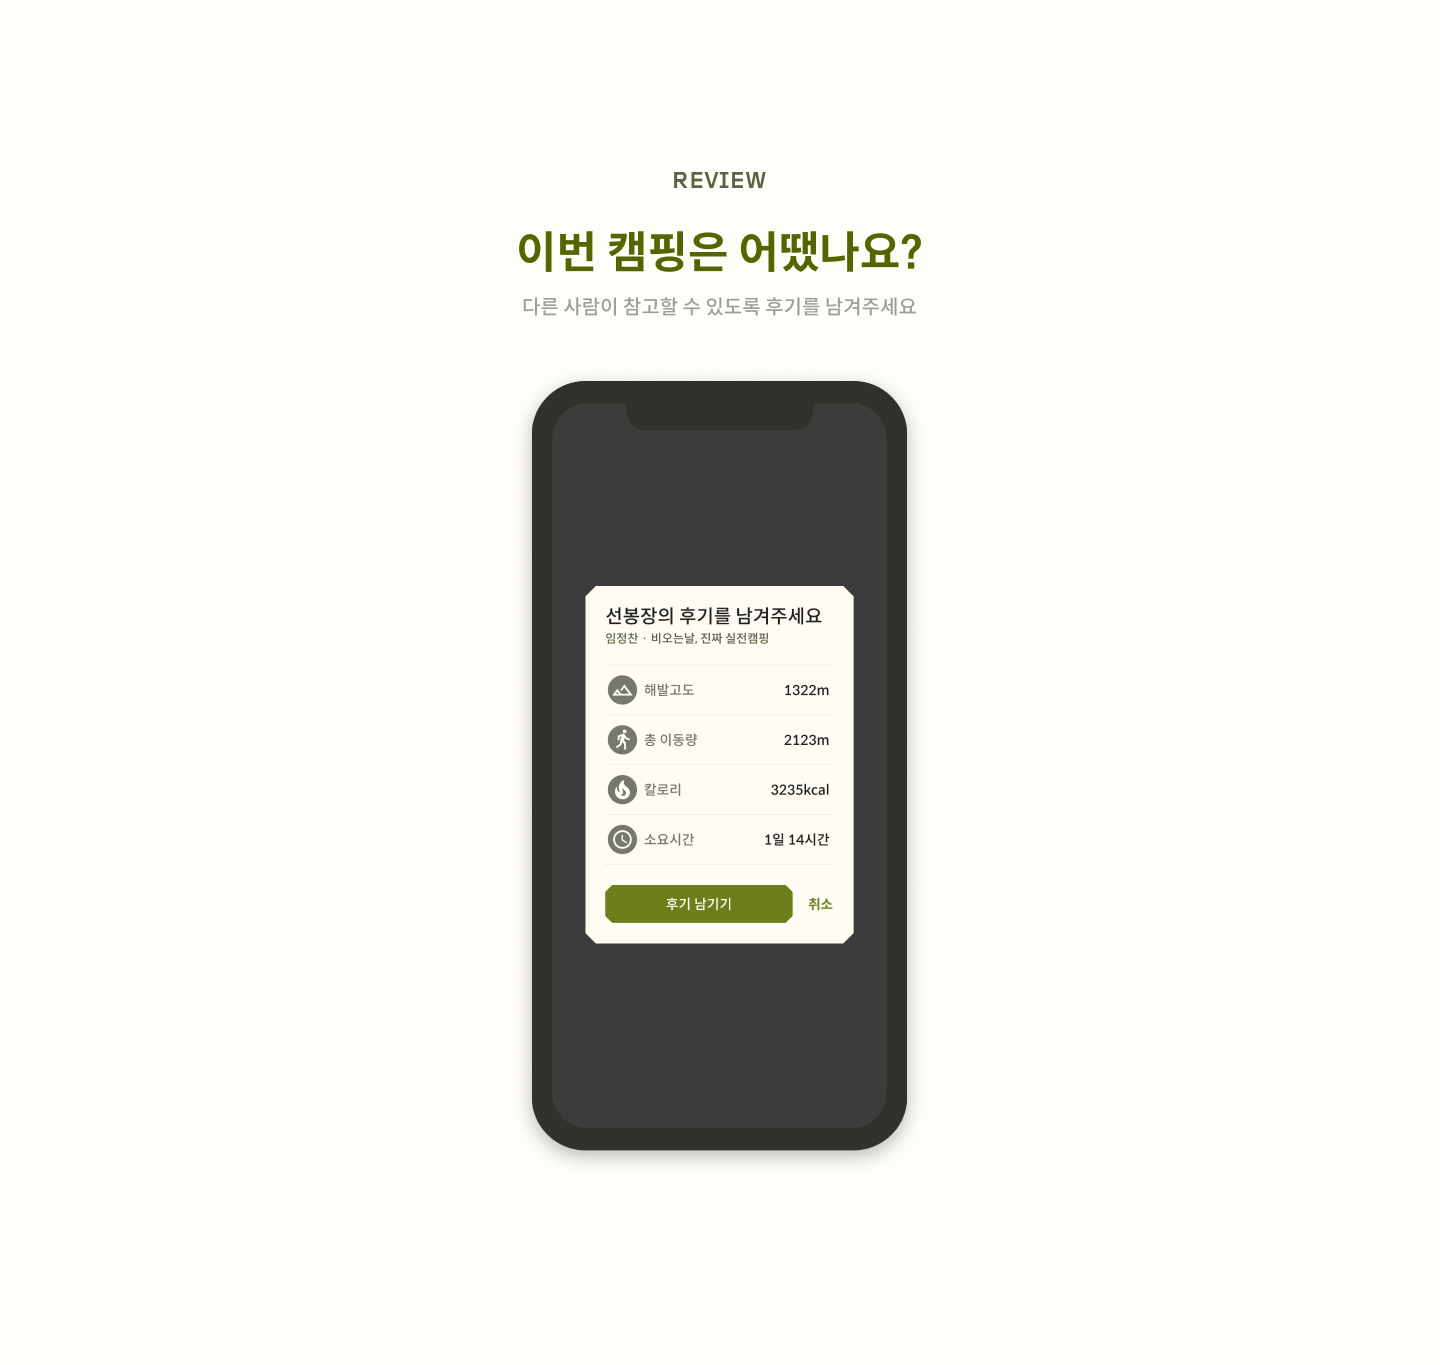 REVIEW
이번 캠핑은 어땠나요?
다른 사람이 참고할 수 있도록 후기를 남겨주세요
선봉장의 후기를 남겨주세요
임정찬 · 비오는날, 진짜 실전캠핑
해발고도 1322m
총 이동량 2123m
칼로리 3235kcal
소요시간 1일 14시간
후기 남기기 취소